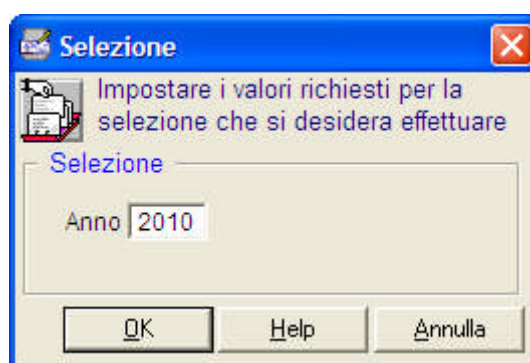 Selezione
Impostare i valori richiesti per la
selezione che si desidera effettuare
Selezione
Anno 2010
OK Help Annulla